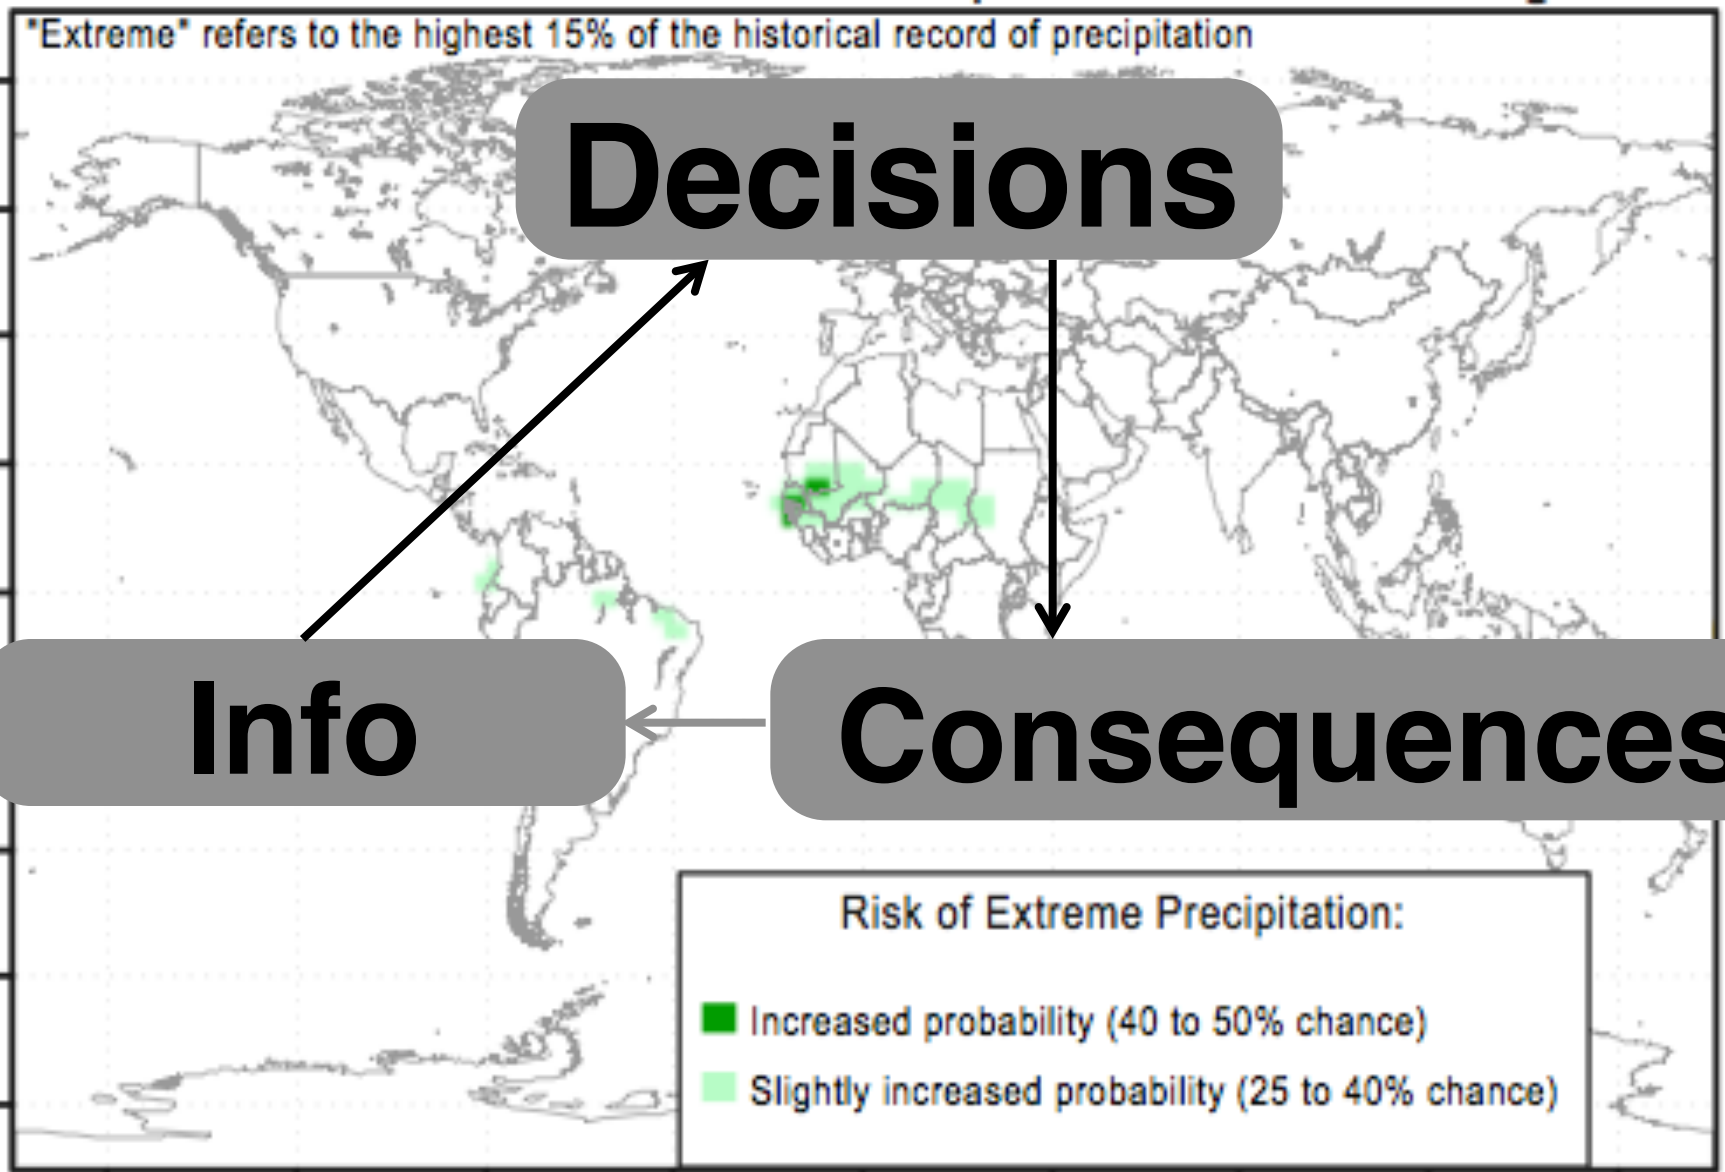 "Extreme" refers to the highest 15% of the historical record of precipitation
Decisions
Info
Consequences
Risk of Extreme Precipitation:
Increased probability (40 to 50% chance)
Slightly increased probability (25 to 40% chance)